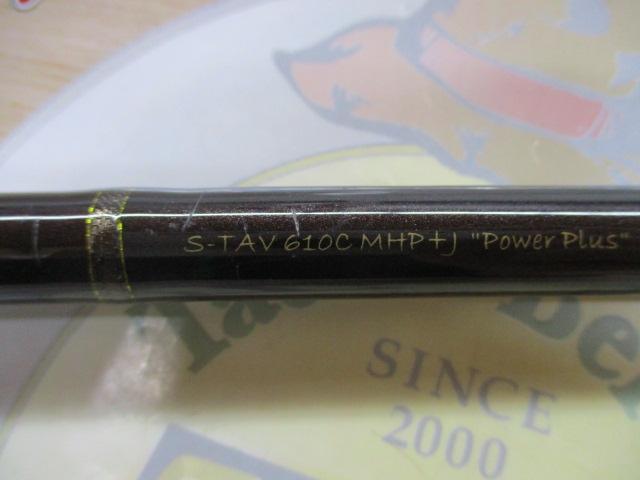 S-TAV 610C MHP+J "Power Plus"
SINCE
2000